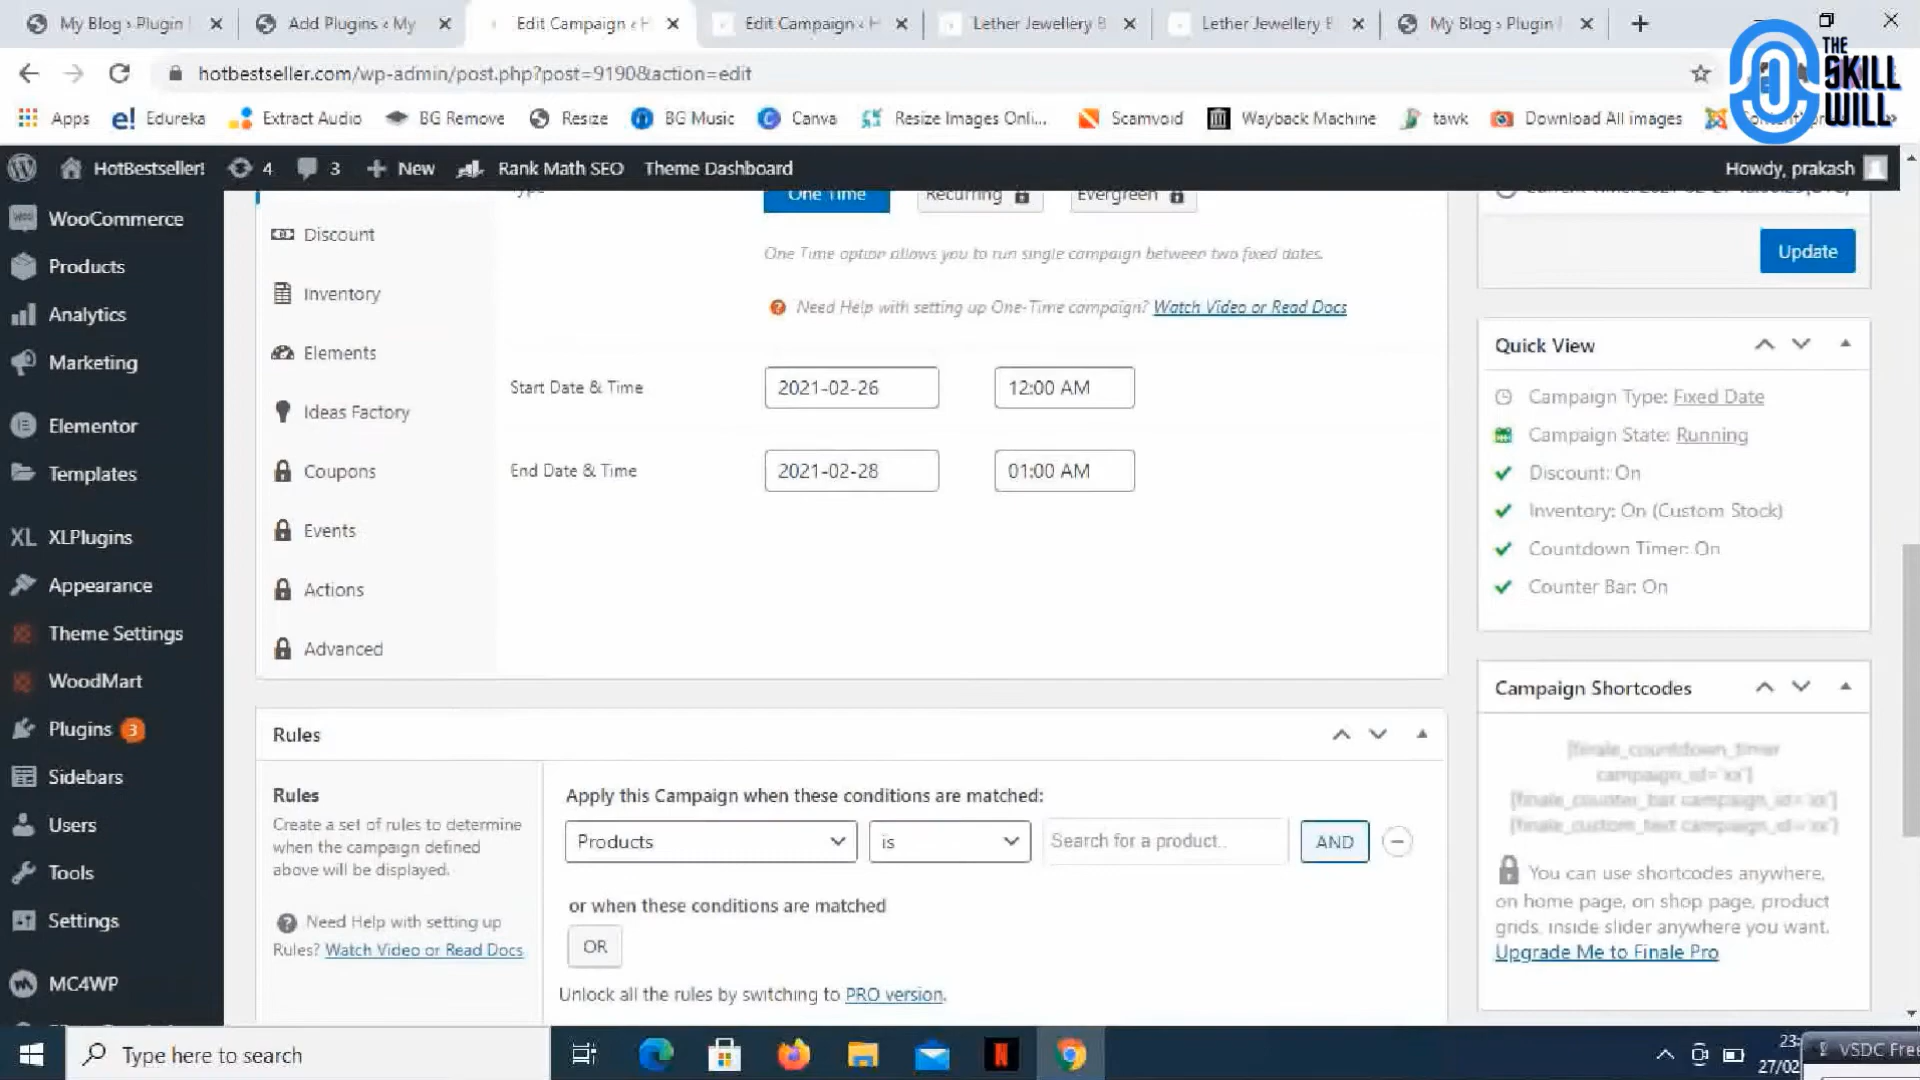 My Blog › Plugin
Add Plugins ‹ My
Edit Campaign ‹ H
Edit Campaign ‹ H
Lether Jewellery B
Lether Jewellery B
My Blog › Plugin
THE
SKILL
WILL
hotbestseller.com/wp-admin/post.php?post=9190&action=edit
Apps
Edureka
Extract Audio
BG Remove
Resize
BG Music
Canva
Resize Images Onli...
Scamvoid
Wayback Machine
tawk
Download All images
HotBestseller!
4
3
New
Rank Math SEO
Theme Dashboard
Howdy, prakash
WooCommerce
Products
Analytics
Marketing
Elementor
Templates
XL XLPlugins
Appearance
Theme Settings
WoodMart
Plugins 3
Sidebars
Users
Tools
Settings
MC4WP
Discount
Inventory
Elements
Ideas Factory
Coupons
Events
Actions
Advanced
One Time
Recurring
Evergreen
One Time option allows you to run single campaign between two fixed dates.
Need Help with setting up One-Time campaign? Watch Video or Read Docs
Start Date & Time
2021-02-26
12:00 AM
End Date & Time
2021-02-28
01:00 AM
Rules
Rules
Create a set of rules to determine
when the campaign defined
above will be displayed.
Need Help with setting up
Rules? Watch Video or Read Docs
Apply this Campaign when these conditions are matched:
Products
is
Search for a product..
AND
or when these conditions are matched
OR
Unlock all the rules by switching to PRO version.
Update
Quick View
Campaign Type: Fixed Date
Campaign State: Running
Discount: On
Inventory: On (Custom Stock)
Countdown Timer: On
Counter Bar: On
Campaign Shortcodes
[finale_countdown_timer
campaign_id='xx']
[finale_counter_bar campaign_id='xx']
[finale_custom_text campaign_id='xx']
You can use shortcodes anywhere,
on home page, on shop page, product
grids, inside slider anywhere you want.
Upgrade Me to Finale Pro
Type here to search
23:
27/02
VSDC Free